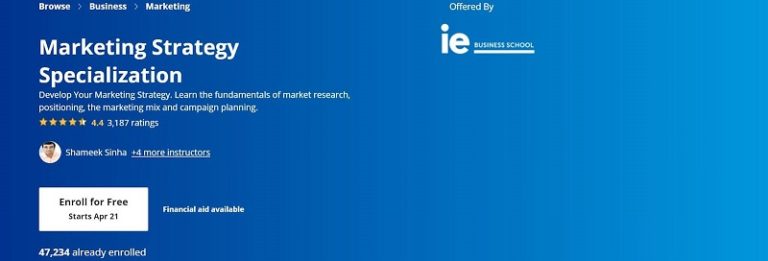 Browse > Business > Marketing
Offered By
ie BUSINESS SCHOOL
Marketing Strategy
Specialization
Develop Your Marketing Strategy. Learn the fundamentals of market research,
positioning, the marketing mix and campaign planning.
4.4 3,187 ratings
Shameek Sinha +4 more instructors
Enroll for Free
Starts Apr 21
Financial aid available
47,234 already enrolled